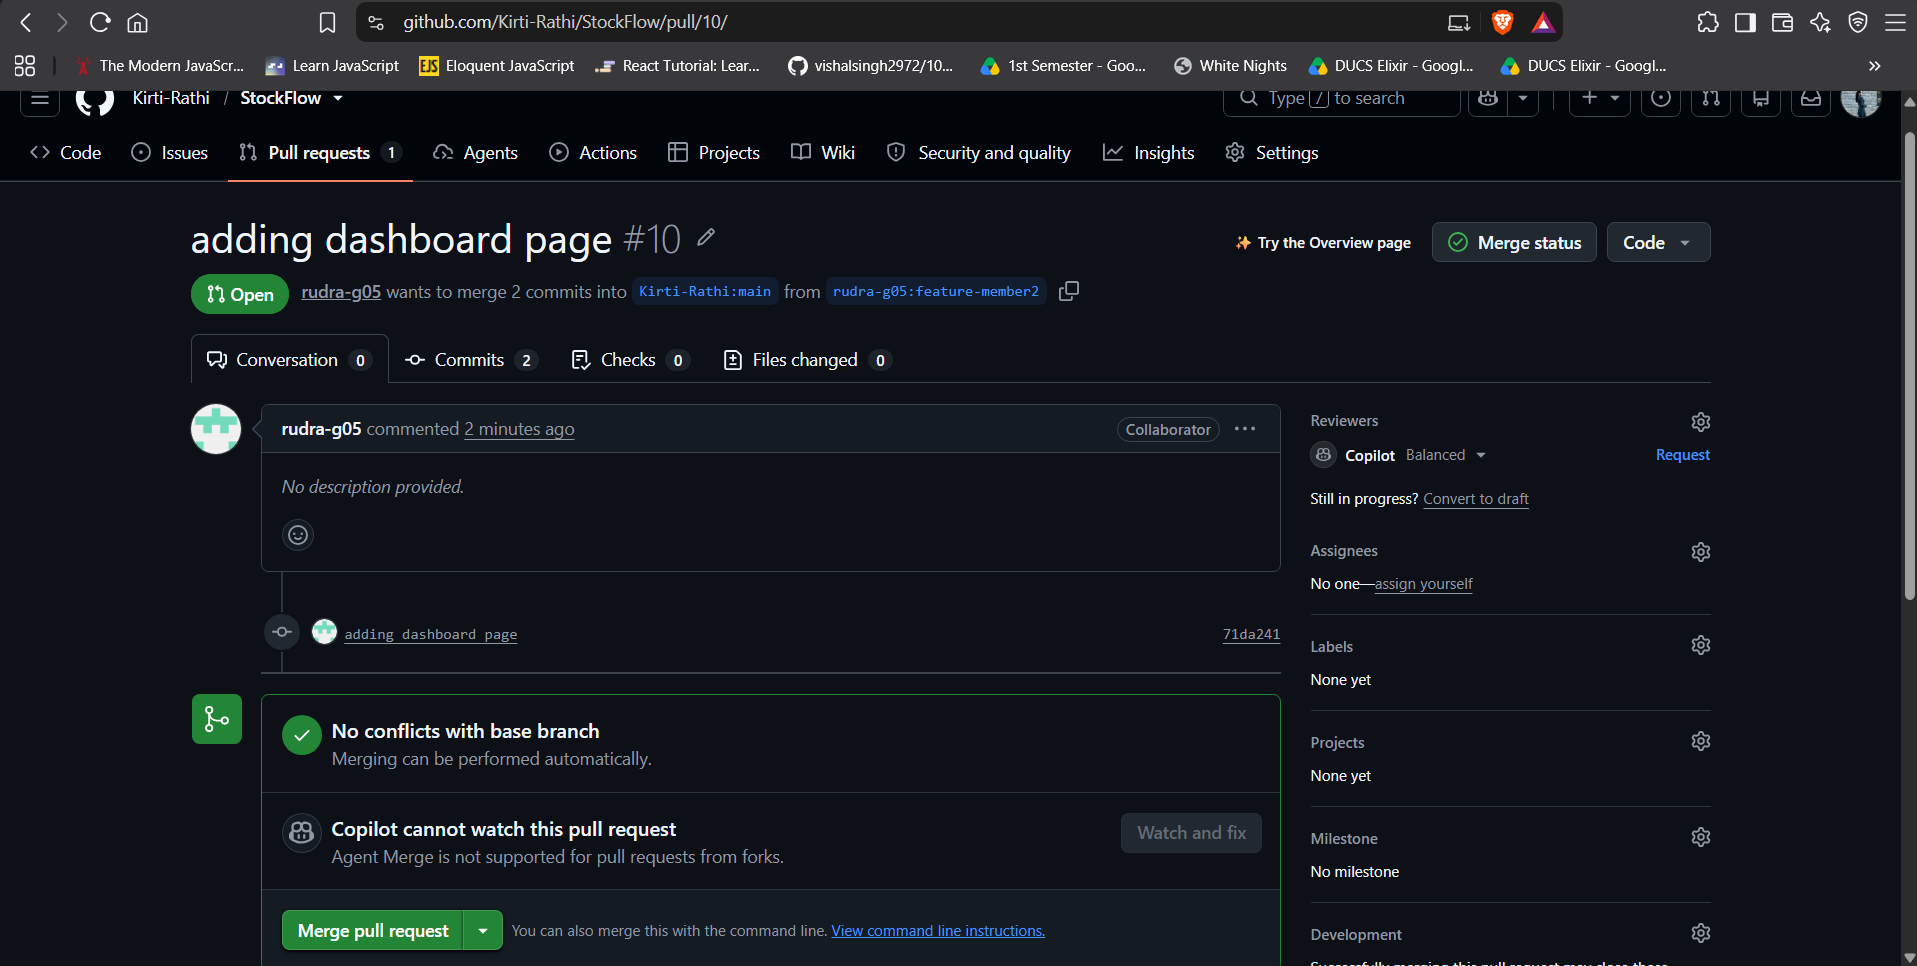 github.com/Kirti-Rathi/StockFlow/pull/10/
The Modern JavaScr...
Learn JavaScript
EJS Eloquent JavaScript
React Tutorial: Lear...
vishalsingh2972/10...
1st Semester - Goo...
White Nights
DUCS Elixir - Googl...
DUCS Elixir - Googl...
»
Kirti-Rathi / StockFlow
Type / to search
Code
Issues
Pull requests 1
Agents
Actions
Projects
Wiki
Security and quality
Insights
Settings
adding dashboard page #10
Try the Overview page
Merge status
Code
Open
rudra-g05 wants to merge 2 commits into Kirti-Rathi:main from rudra-g05:feature-member2
Conversation 0
Commits 2
Checks 0
Files changed 0
rudra-g05 commented 2 minutes ago
Collaborator
No description provided.
adding dashboard page
71da241
No conflicts with base branch
Merging can be performed automatically.
Copilot cannot watch this pull request
Agent Merge is not supported for pull requests from forks.
Watch and fix
Merge pull request
You can also merge this with the command line. View command line instructions.
Reviewers
Copilot Balanced
Request
Still in progress? Convert to draft
Assignees
No one—assign yourself
Labels
None yet
Projects
None yet
Milestone
No milestone
Development
Successfully merging this pull request may close these